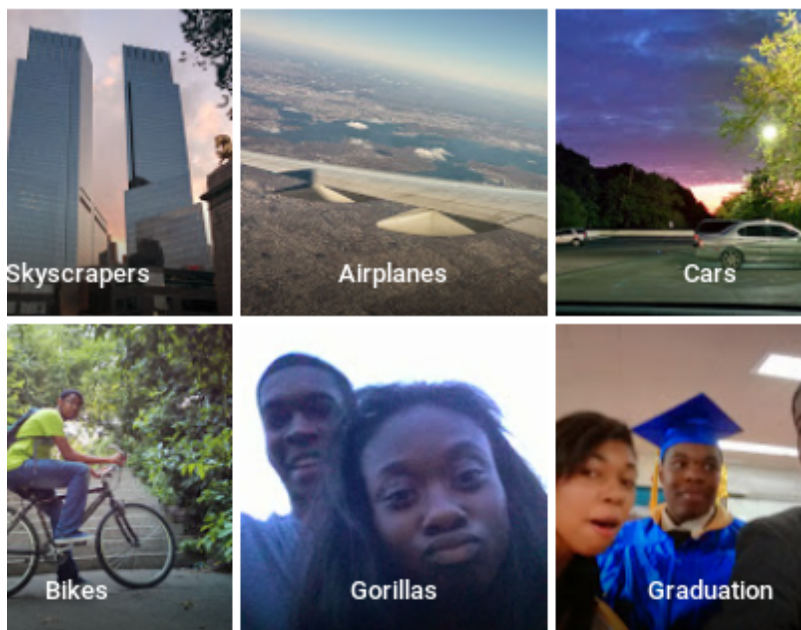 Skyscrapers
Airplanes
Cars
Bikes
Gorillas
Graduation